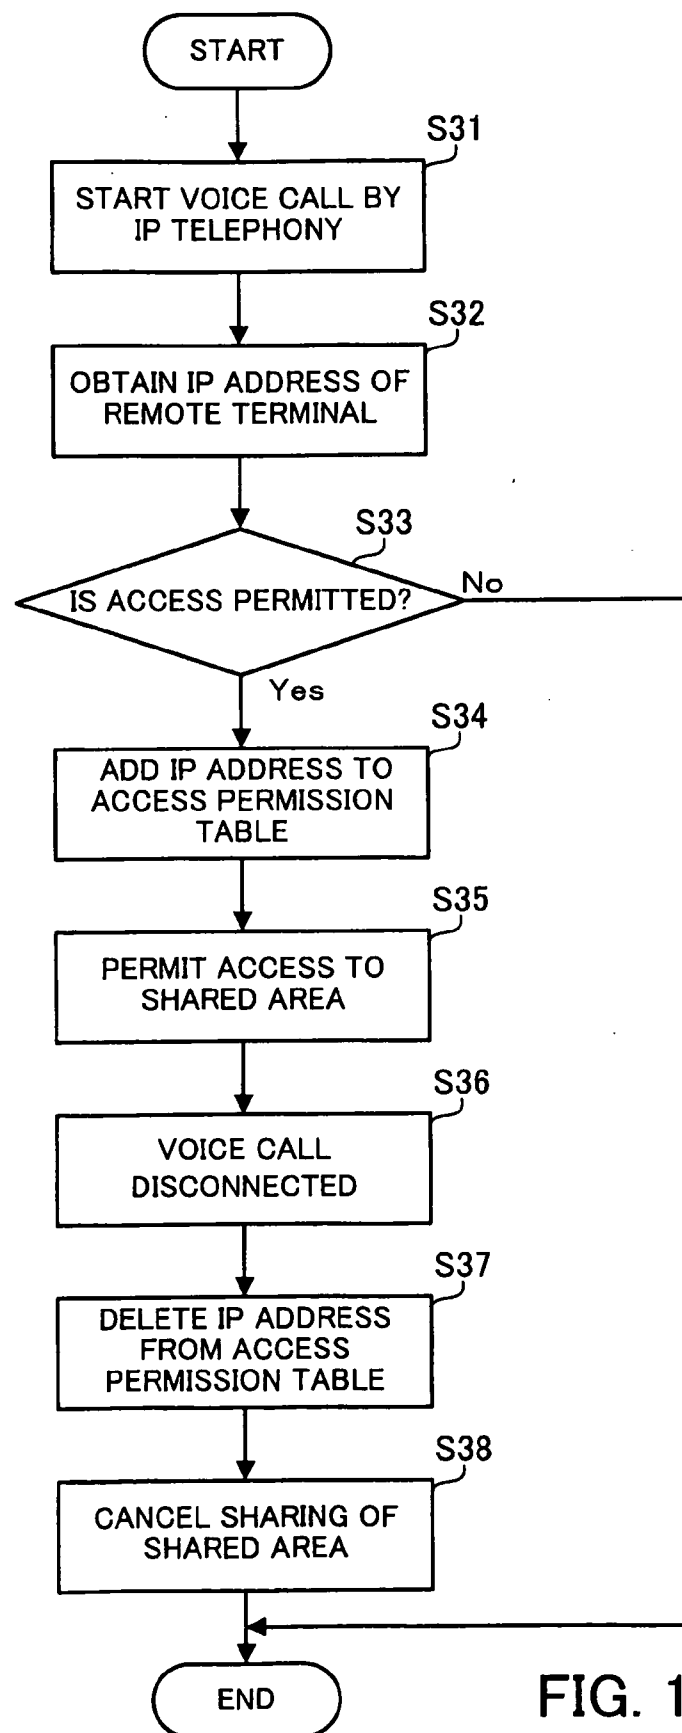 START
S31
START VOICE CALL BY
IP TELEPHONY
S32
OBTAIN IP ADDRESS OF
REMOTE TERMINAL
S33
IS ACCESS PERMITTED?
No
Yes
S34
ADD IP ADDRESS TO
ACCESS PERMISSION
TABLE
S35
PERMIT ACCESS TO
SHARED AREA
S36
VOICE CALL
DISCONNECTED
S37
DELETE IP ADDRESS
FROM ACCESS
PERMISSION TABLE
S38
CANCEL SHARING OF
SHARED AREA
END
FIG. 1